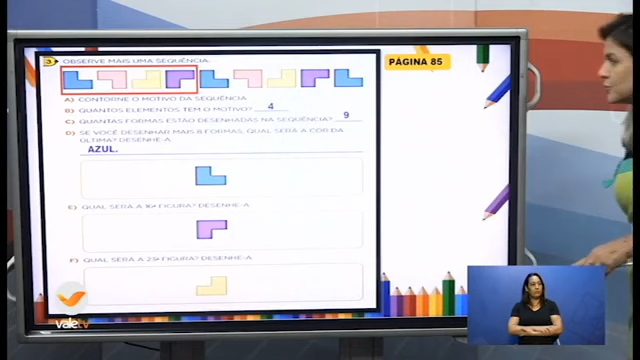 3 OBSERVE MAIS UMA SEQUÊNCIA:
PÁGINA 85
A) CONTORNE O MOTIVO DA SEQUÊNCIA
B) QUANTOS ELEMENTOS TEM O MOTIVO? 4
C) QUANTAS FORMAS ESTÃO DESENHADAS NA SEQUÊNCIA? 9
D) SE VOCÊ DESENHAR MAIS 8 FORMAS, QUAL SERÁ A COR DA
ÚLTIMA? DESENHE-A
AZUL.
E) QUAL SERÁ A 16ª FIGURA? DESENHE-A
F) QUAL SERÁ A 23ª FIGURA? DESENHE-A
valetv